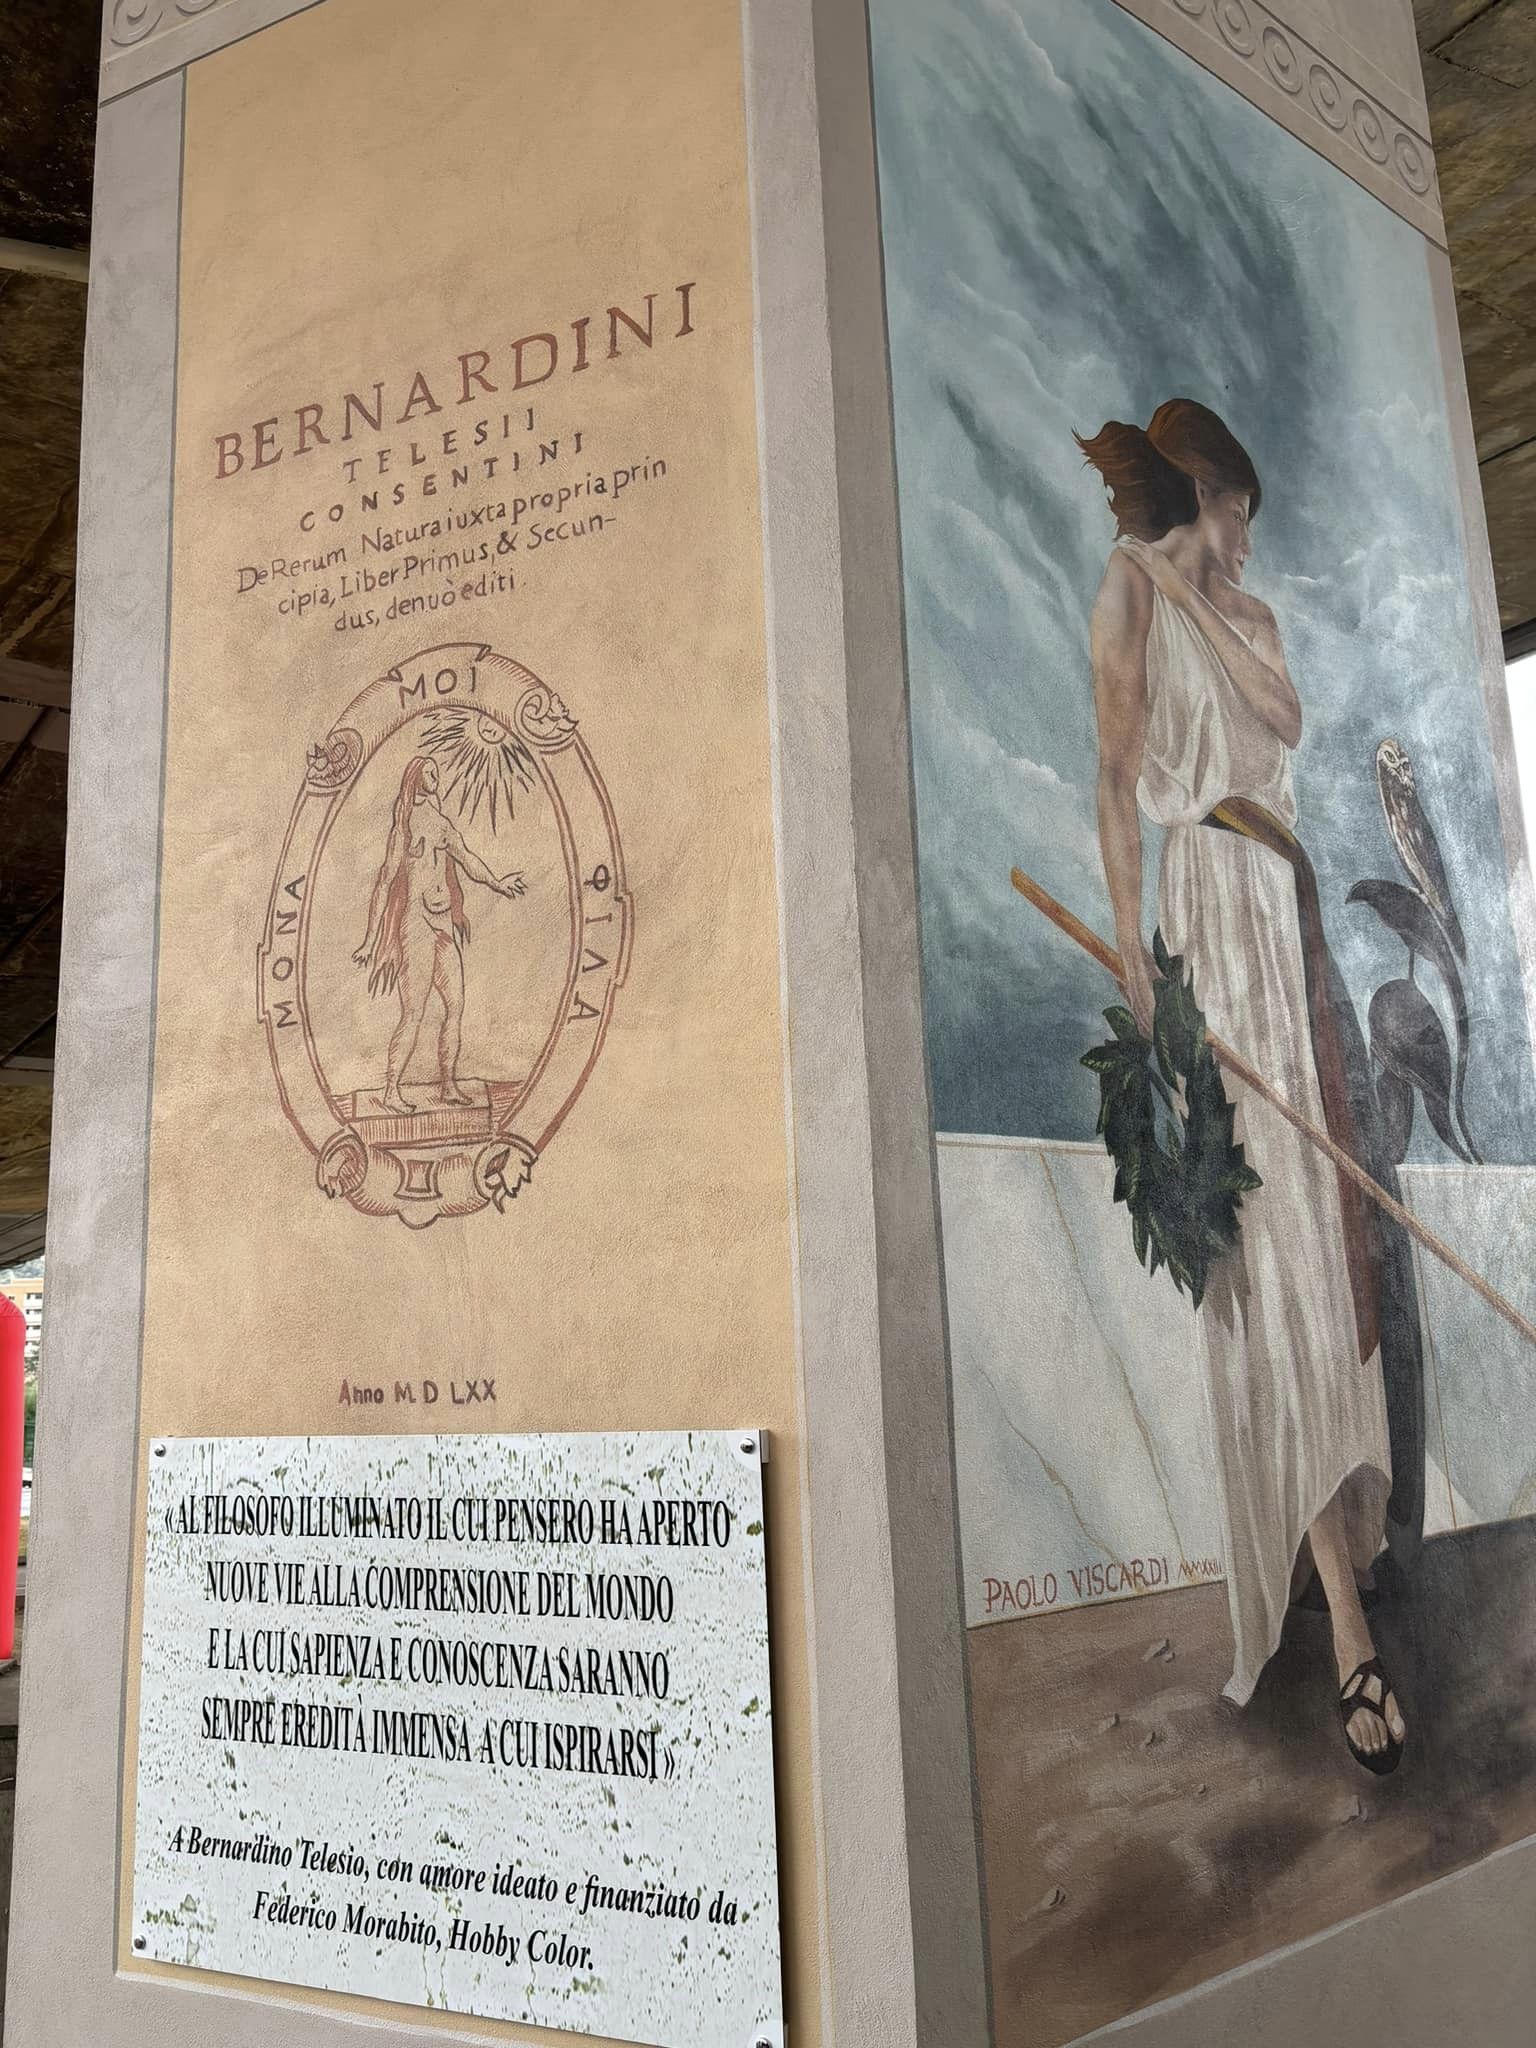 BERNARDINI
TELESIJ
CONSENTINI
De Rerum Natura iuxta propria prin
cipia, Liber Primus, & Secun-
dus, denuò editi.
MOI
MONA
ΦΙΛΑ
Anno M D LXX
«AL FILOSOFO ILLUMINATO IL CUI PENSERO HA APERTO
NUOVE VIE ALLA COMPRENSIONE DEL MONDO
E LA CUI SAPIENZA E CONOSCENZA SARANNO
SEMPRE EREDITÀ IMMENSA A CUI ISPIRARSI»
A Bernardino Telesio, con amore ideato e finanziato da
Federico Morabito, Hobby Color.
PAOLO VISCARDI